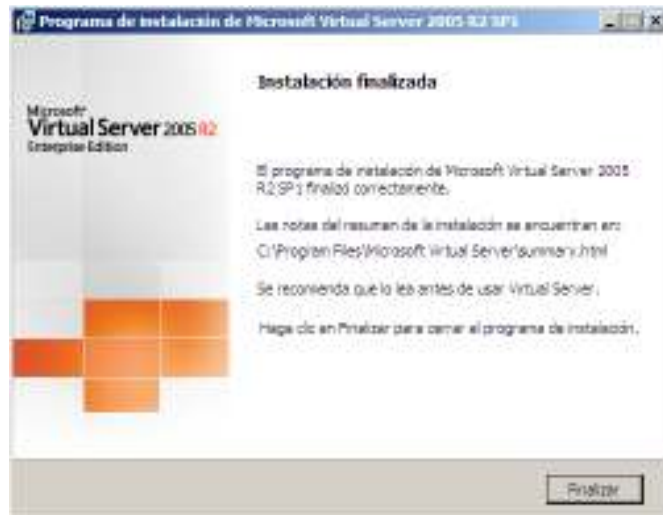 Programa de instalación de Microsoft Virtual Server 2005 R2 SP1
Instalación finalizada
Microsoft
Virtual Server 2005 R2
Enterprise Edition
El programa de instalación de Microsoft Virtual Server 2005
R2 SP1 finalizó correctamente.
Las notas del resumen de la instalación se encuentran en:
C:\Program Files\Microsoft Virtual Server\summary.html
Se recomienda que lo lea antes de usar Virtual Server.
Haga clic en Finalizar para cerrar el programa de instalación.
Finalizar